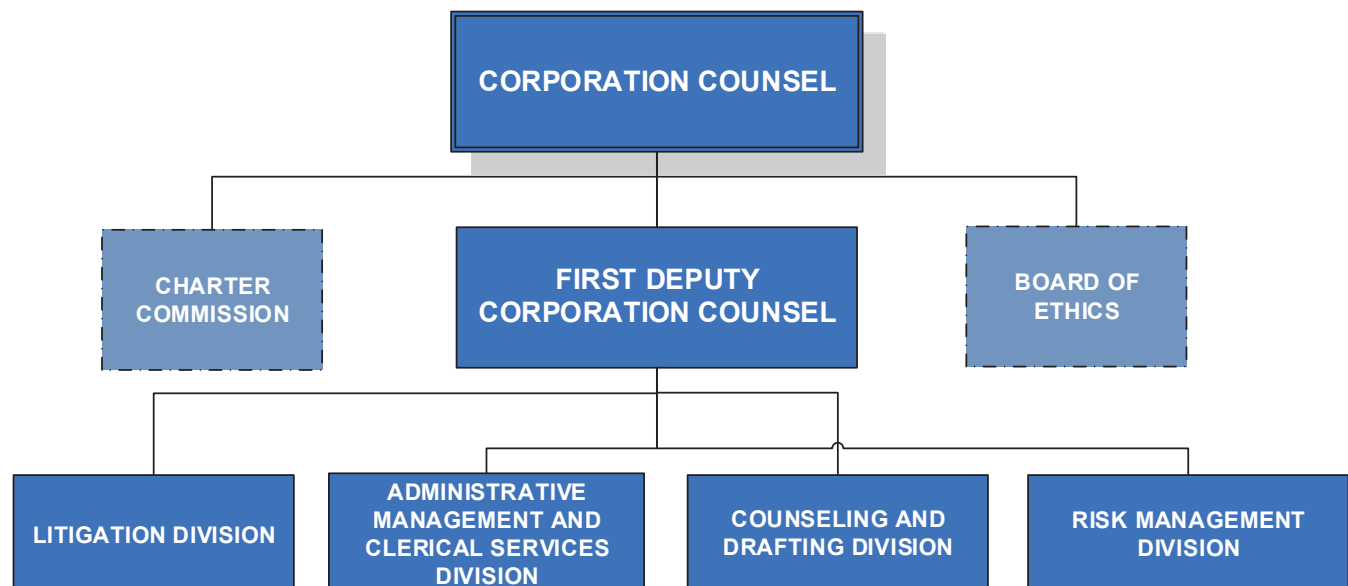 CORPORATION COUNSEL
CHARTER
COMMISSION
FIRST DEPUTY
CORPORATION COUNSEL
BOARD OF
ETHICS
LITIGATION DIVISION
ADMINISTRATIVE
MANAGEMENT AND
CLERICAL SERVICES
DIVISION
COUNSELING AND
DRAFTING DIVISION
RISK MANAGEMENT
DIVISION